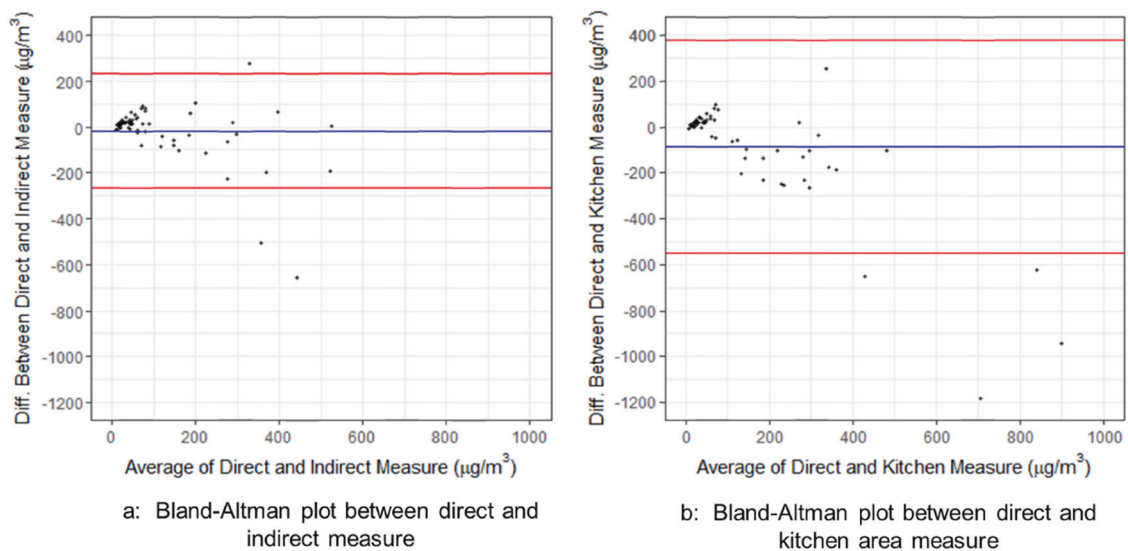 Diff. Between Direct and Indirect Measure (µg/m³)
400
200
0
-200
-400
-600
-800
-1000
-1200
0 200 400 600 800 1000
Average of Direct and Indirect Measure (µg/m³)
a: Bland-Altman plot between direct and
indirect measure
Diff. Between Direct and Kitchen Measure (µg/m³)
400
200
0
-200
-400
-600
-800
-1000
-1200
0 200 400 600 800 1000
Average of Direct and Kitchen Measure (µg/m³)
b: Bland-Altman plot between direct and
kitchen area measure